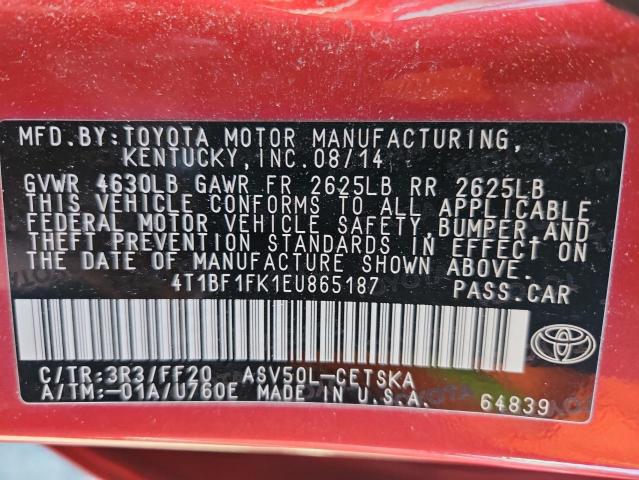 MFD.BY:TOYOTA MOTOR MANUFACTURING,
KENTUCKY,INC.08/14
GVWR 4630LB GAWR FR 2625LB RR 2625LB
THIS VEHICLE CONFORMS TO ALL APPLICABLE
FEDERAL MOTOR VEHICLE SAFETY,BUMPER AND
THEFT PREVENTION STANDARDS IN EFFECT ON
THE DATE OF MANUFACTURE SHOWN ABOVE.
4T1BF1FK1EU865187 PASS.CAR
C/TR:3R3/FF20 ASV50L-CETSKA
A/TM:-01A/U760E MADE IN U.S.A. 64839